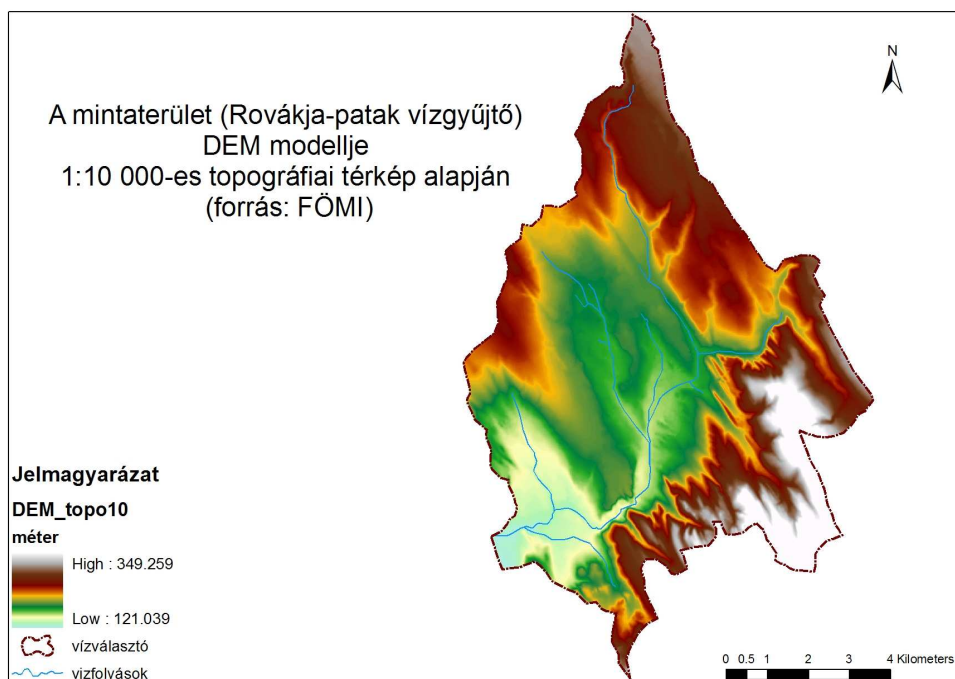 A mintaterület (Rovákja-patak vízgyűjtő)
DEM modellje
1:10 000-es topográfiai térkép alapján
(forrás: FÖMI)
N
Jelmagyarázat
DEM_topo10
méter
High : 349.259
Low : 121.039
vízválasztó
vizfolyások
0 0.5 1 2 3 4 Kilometers